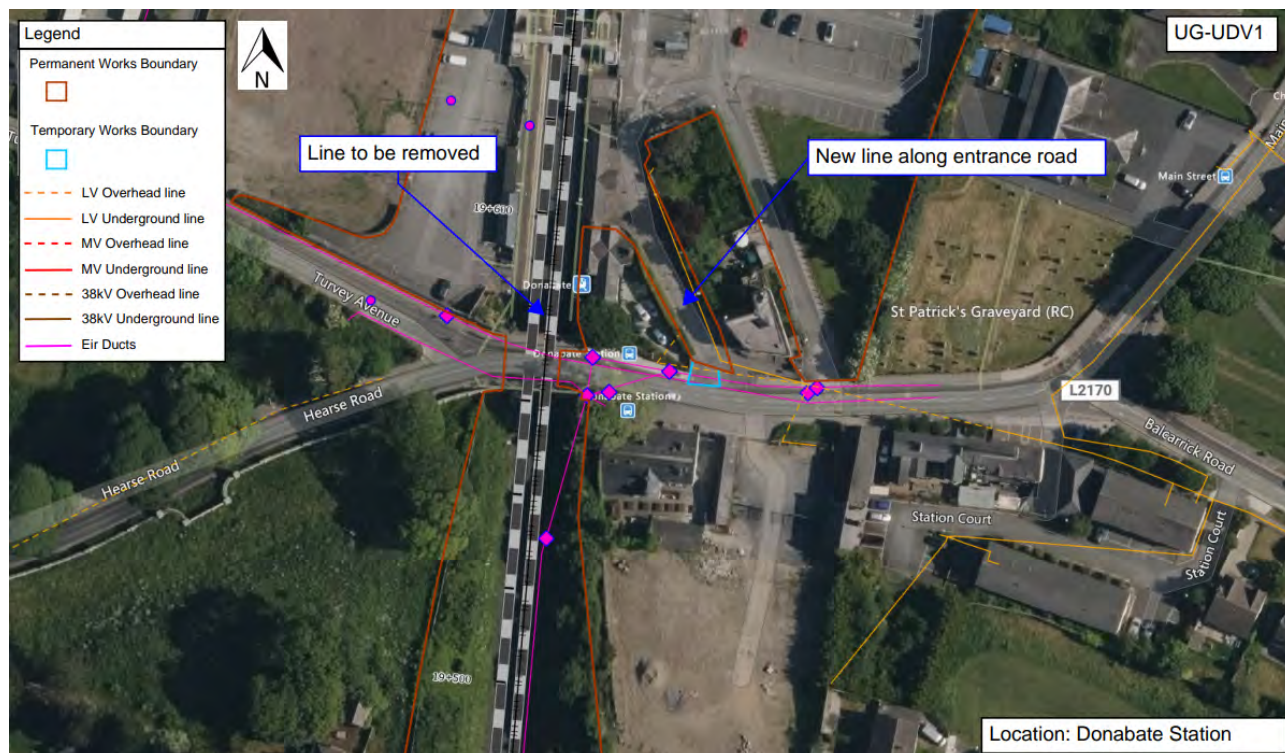 Legend
Permanent Works Boundary
Temporary Works Boundary
LV Overhead line
LV Underground line
MV Overhead line
MV Underground line
38kV Overhead line
38kV Underground line
Eir Ducts
N
UG-UDV1
Line to be removed
New line along entrance road
Main Street
Main
19+600
Donabate
Turvey Avenue
St Patrick's Graveyard (RC)
Donabate Station
Donabate Station
L2170
Hearse Road
Hearse Road
Balcarrick Road
Station Court
Station Court
19+500
Location: Donabate Station